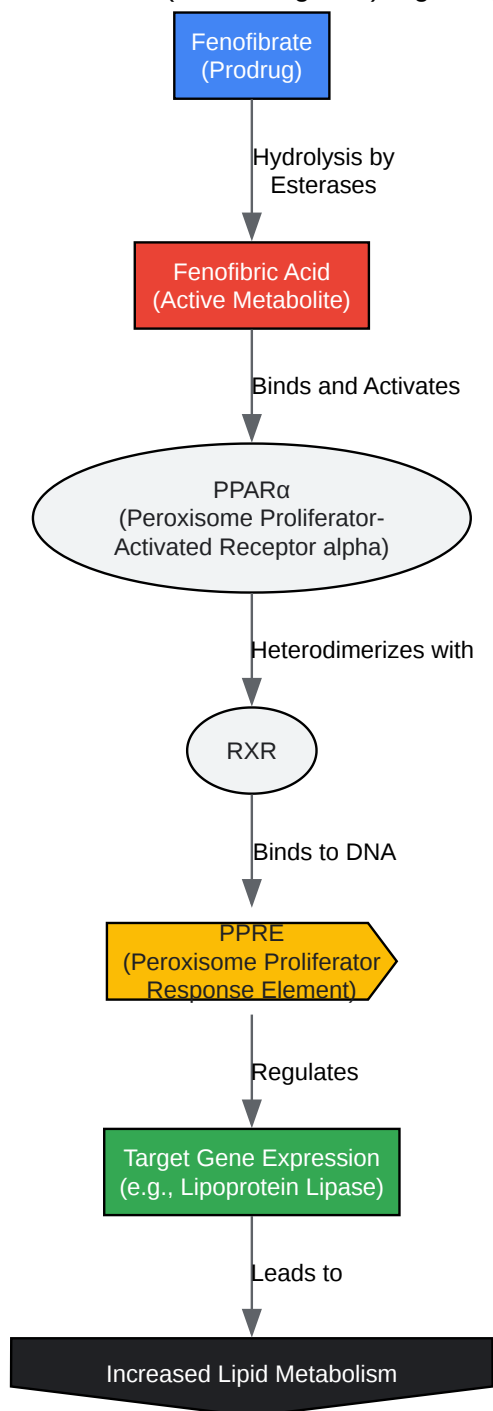 Fenofibrate
(Prodrug)
Hydrolysis by
Esterases
Fenofibric Acid
(Active Metabolite)
Binds and Activates
PPARα
(Peroxisome Proliferator-
Activated Receptor alpha)
Heterodimerizes with
RXR
Binds to DNA
PPRE
(Peroxisome Proliferator
Response Element)
Regulates
Target Gene Expression
(e.g., Lipoprotein Lipase)
Leads to
Increased Lipid Metabolism